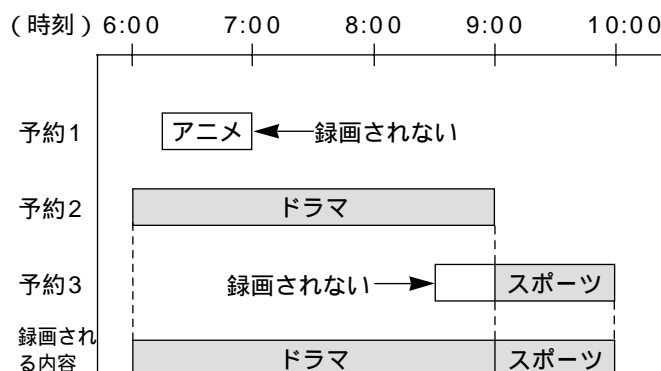 (時刻) 6:00 7:00 8:00 9:00 10:00
予約1 アニメ 録画されない
予約2 ドラマ
予約3 録画されない スポーツ
録画され
る内容 ドラマ スポーツ